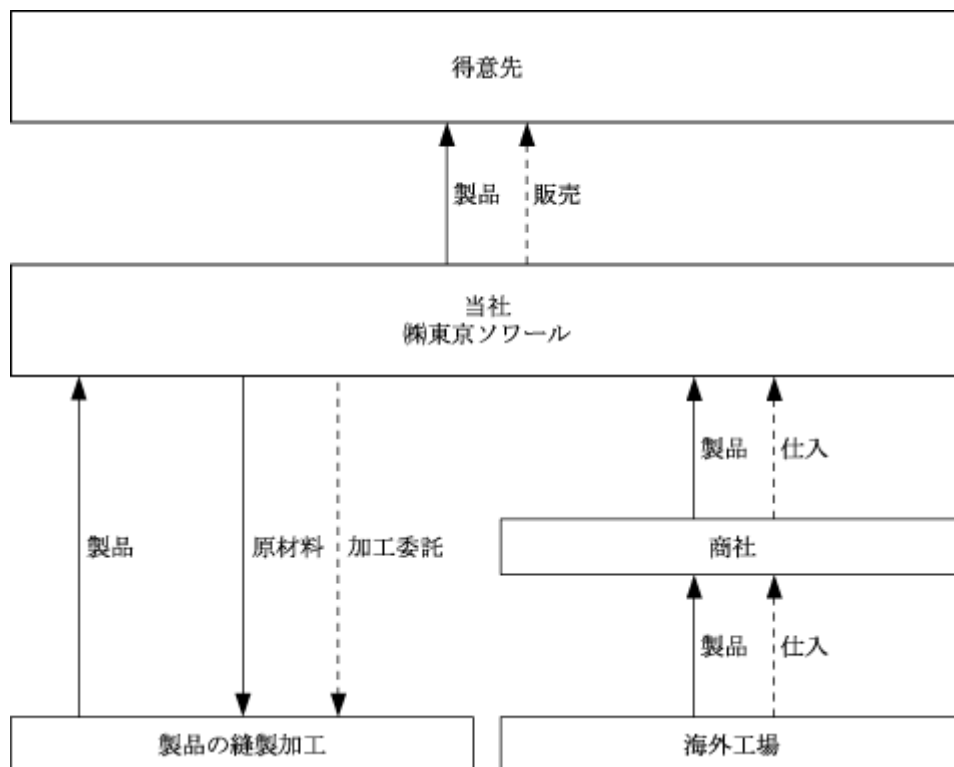 得意先
製品
販売
当社
㈱東京ソワール
製品
仕入
商社
製品
原材料
加工委託
製品
仕入
製品の縫製加工
海外工場